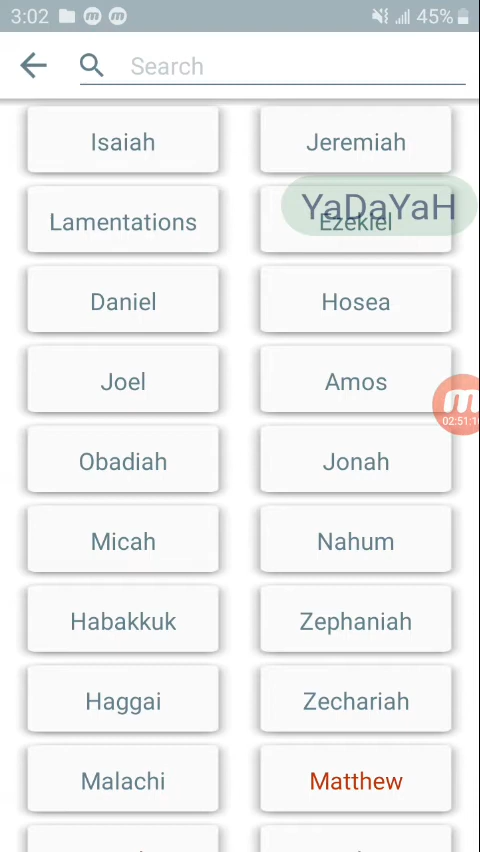 3:02 45%
Search
Isaiah Jeremiah
YaDaYaH
Lamentations Ezekiel
Daniel Hosea
Joel Amos
02:51:1
Obadiah Jonah
Micah Nahum
Habakkuk Zephaniah
Haggai Zechariah
Malachi Matthew